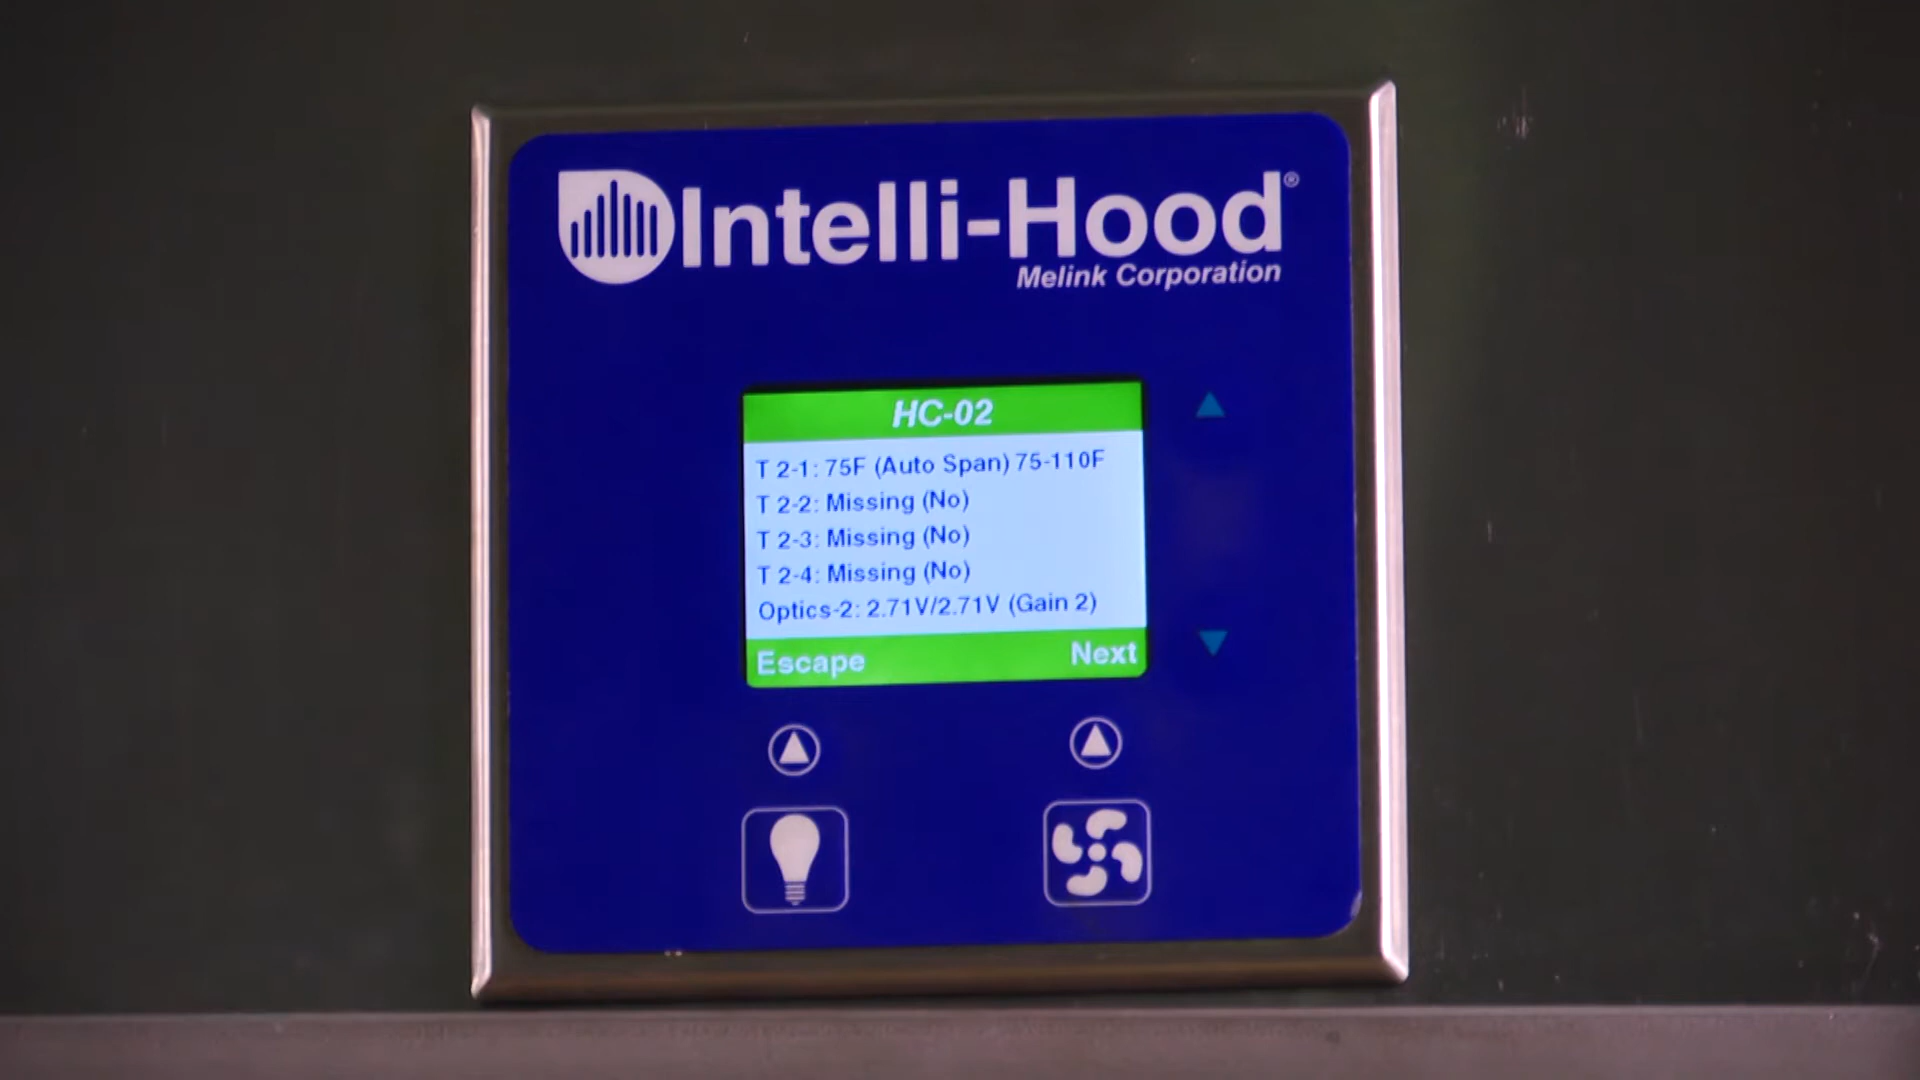 Intelli-Hood®
Melink Corporation
HC-02
T 2-1: 75F (Auto Span) 75-110F
T 2-2: Missing (No)
T 2-3: Missing (No)
T 2-4: Missing (No)
Optics-2: 2.71V/2.71V (Gain 2)
Escape Next